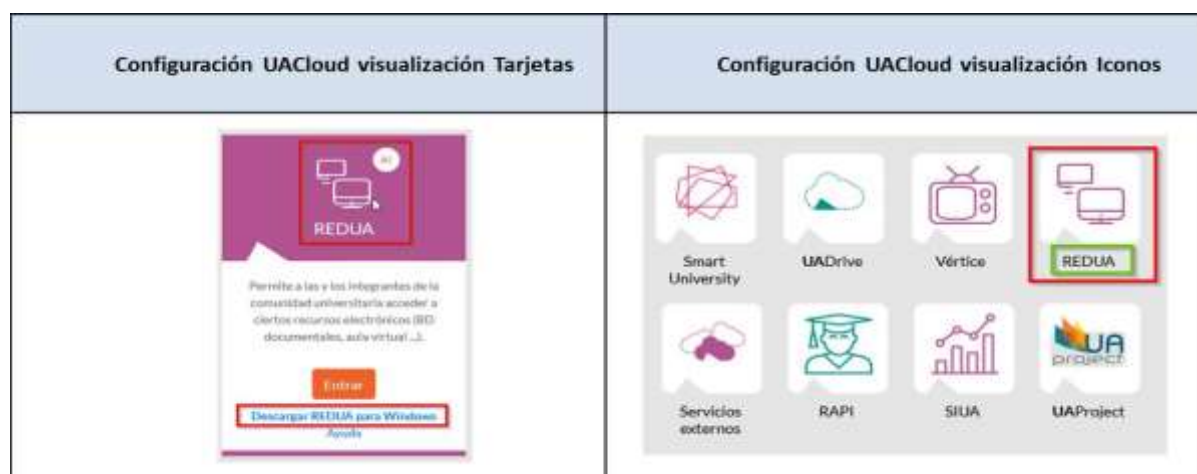 Configuración UACloud visualización Tarjetas
Configuración UACloud visualización Iconos
REDUA
Permite a las y los integrantes de la
comunidad universitaria acceder a
ciertos recursos electrónicos (BD
documentales, aula virtual ...).
Entrar
Descargar REDUA para Windows
Ayuda
Smart
University
UADrive
Vértice
REDUA
UA
project
Servicios
externos
RAPI
SIUA
UAProject